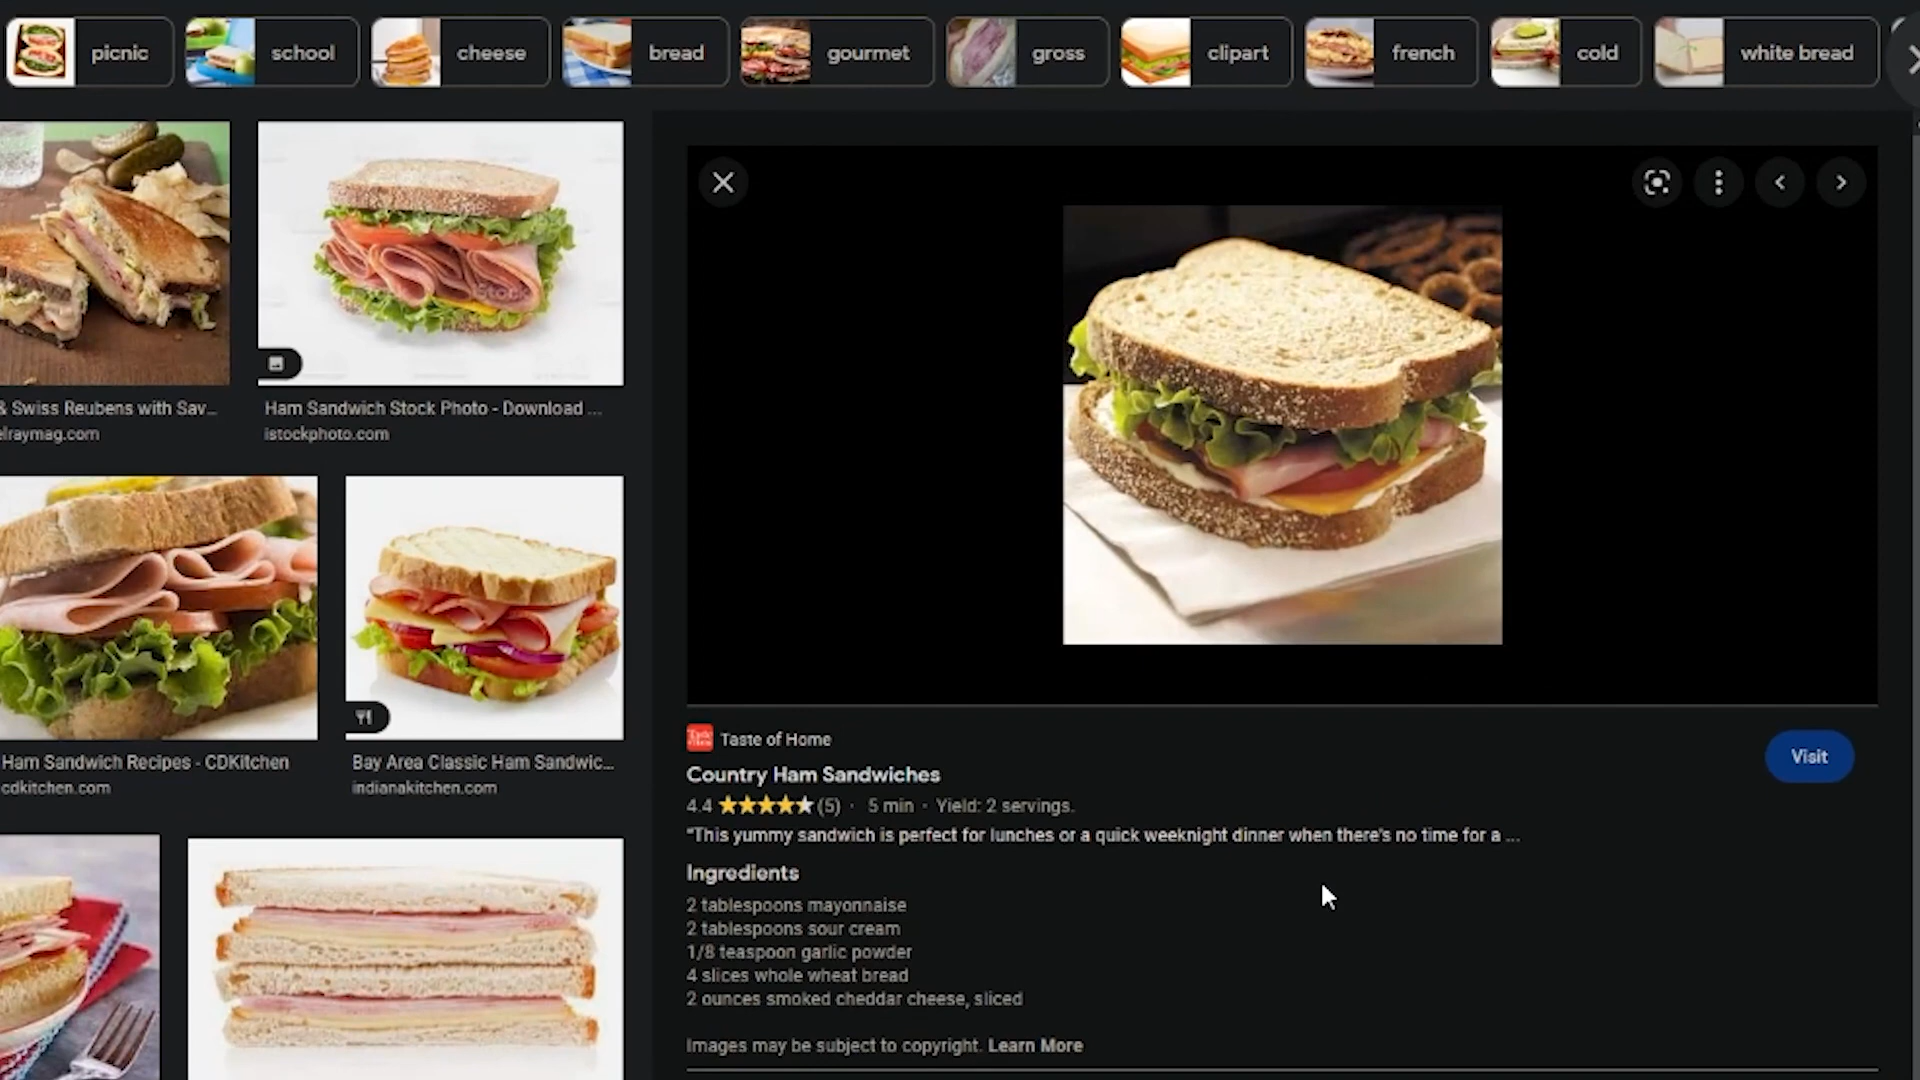 picnic
school
cheese
bread
gourmet
gross
clipart
french
cold
white bread
& Swiss Reubens with Sav...
elraymag.com
Ham Sandwich Stock Photo - Download ...
istockphoto.com
Ham Sandwich Recipes - CDKitchen
cdkitchen.com
Bay Area Classic Ham Sandwic...
indianakitchen.com
Taste of Home
Visit
Country Ham Sandwiches
4.4 ★★★★★ (5) · 5 min · Yield: 2 servings.
"This yummy sandwich is perfect for lunches or a quick weeknight dinner when there's no time for a ...
Ingredients
2 tablespoons mayonnaise
2 tablespoons sour cream
1/8 teaspoon garlic powder
4 slices whole wheat bread
2 ounces smoked cheddar cheese, sliced
Images may be subject to copyright. Learn More